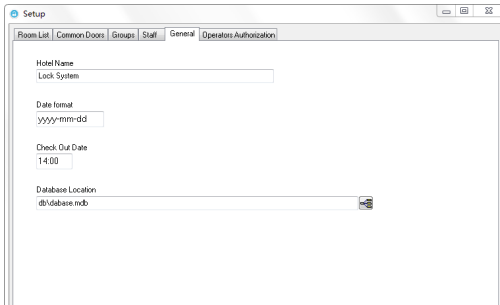 Setup
Room List Common Doors Groups Staff General Operators Authorization
Hotel Name
Lock System
Date format
yyyy-mm-dd
Check Out Date
14:00
Database Location
db\dabase.mdb